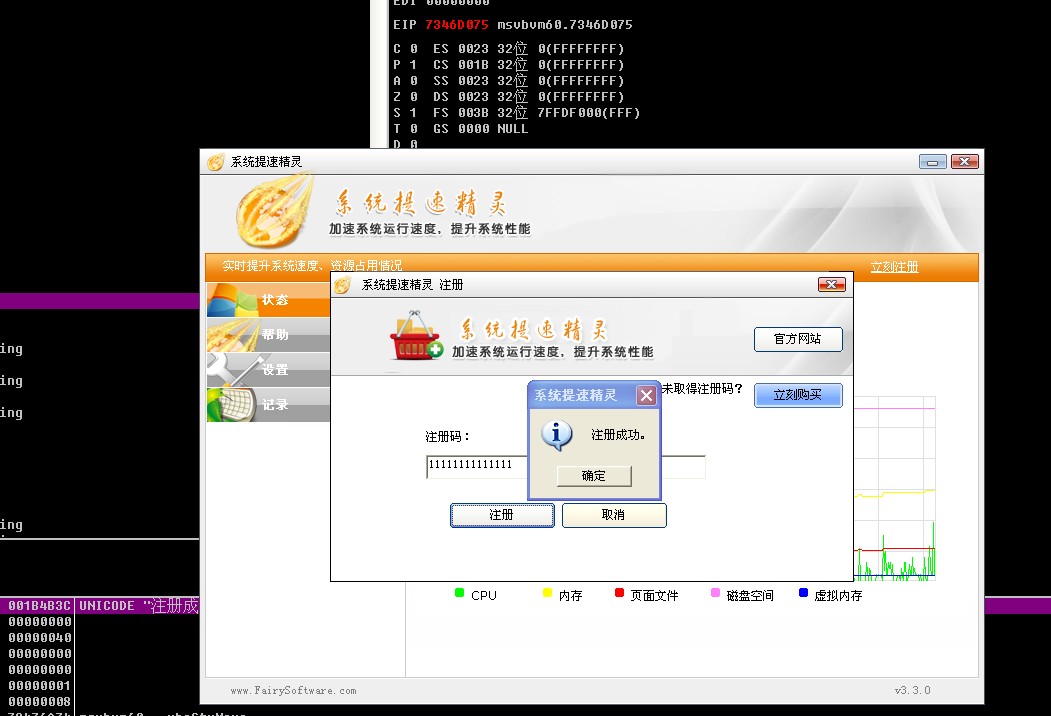 EDI 00000000
EIP 7346D075 msvbvm60.7346D075
C 0 ES 0023 32位 0(FFFFFFFF)
P 1 CS 001B 32位 0(FFFFFFFF)
A 0 SS 0023 32位 0(FFFFFFFF)
Z 0 DS 0023 32位 0(FFFFFFFF)
S 1 FS 003B 32位 7FFDF000(FFF)
T 0 GS 0000 NULL
D 0
系统提速精灵
系统提速精灵
加速系统运行速度，提升系统性能
实时提升系统速度、资源占用情况
立刻注册
系统提速精灵 注册
状态
帮助
设置
记录
系统提速精灵
加速系统运行速度，提升系统性能
官方网站
未取得注册码？
立刻购买
系统提速精灵
注册成功。
确定
注册码：
11111111111111
注册
取消
ing
ing
ing
ing
CPU
内存
页面文件
磁盘空间
虚拟内存
001B4B3C UNICODE "注册成
00000000
00000040
00000000
00000000
00000001
00000008
www.FairySoftware.com
v3.3.0